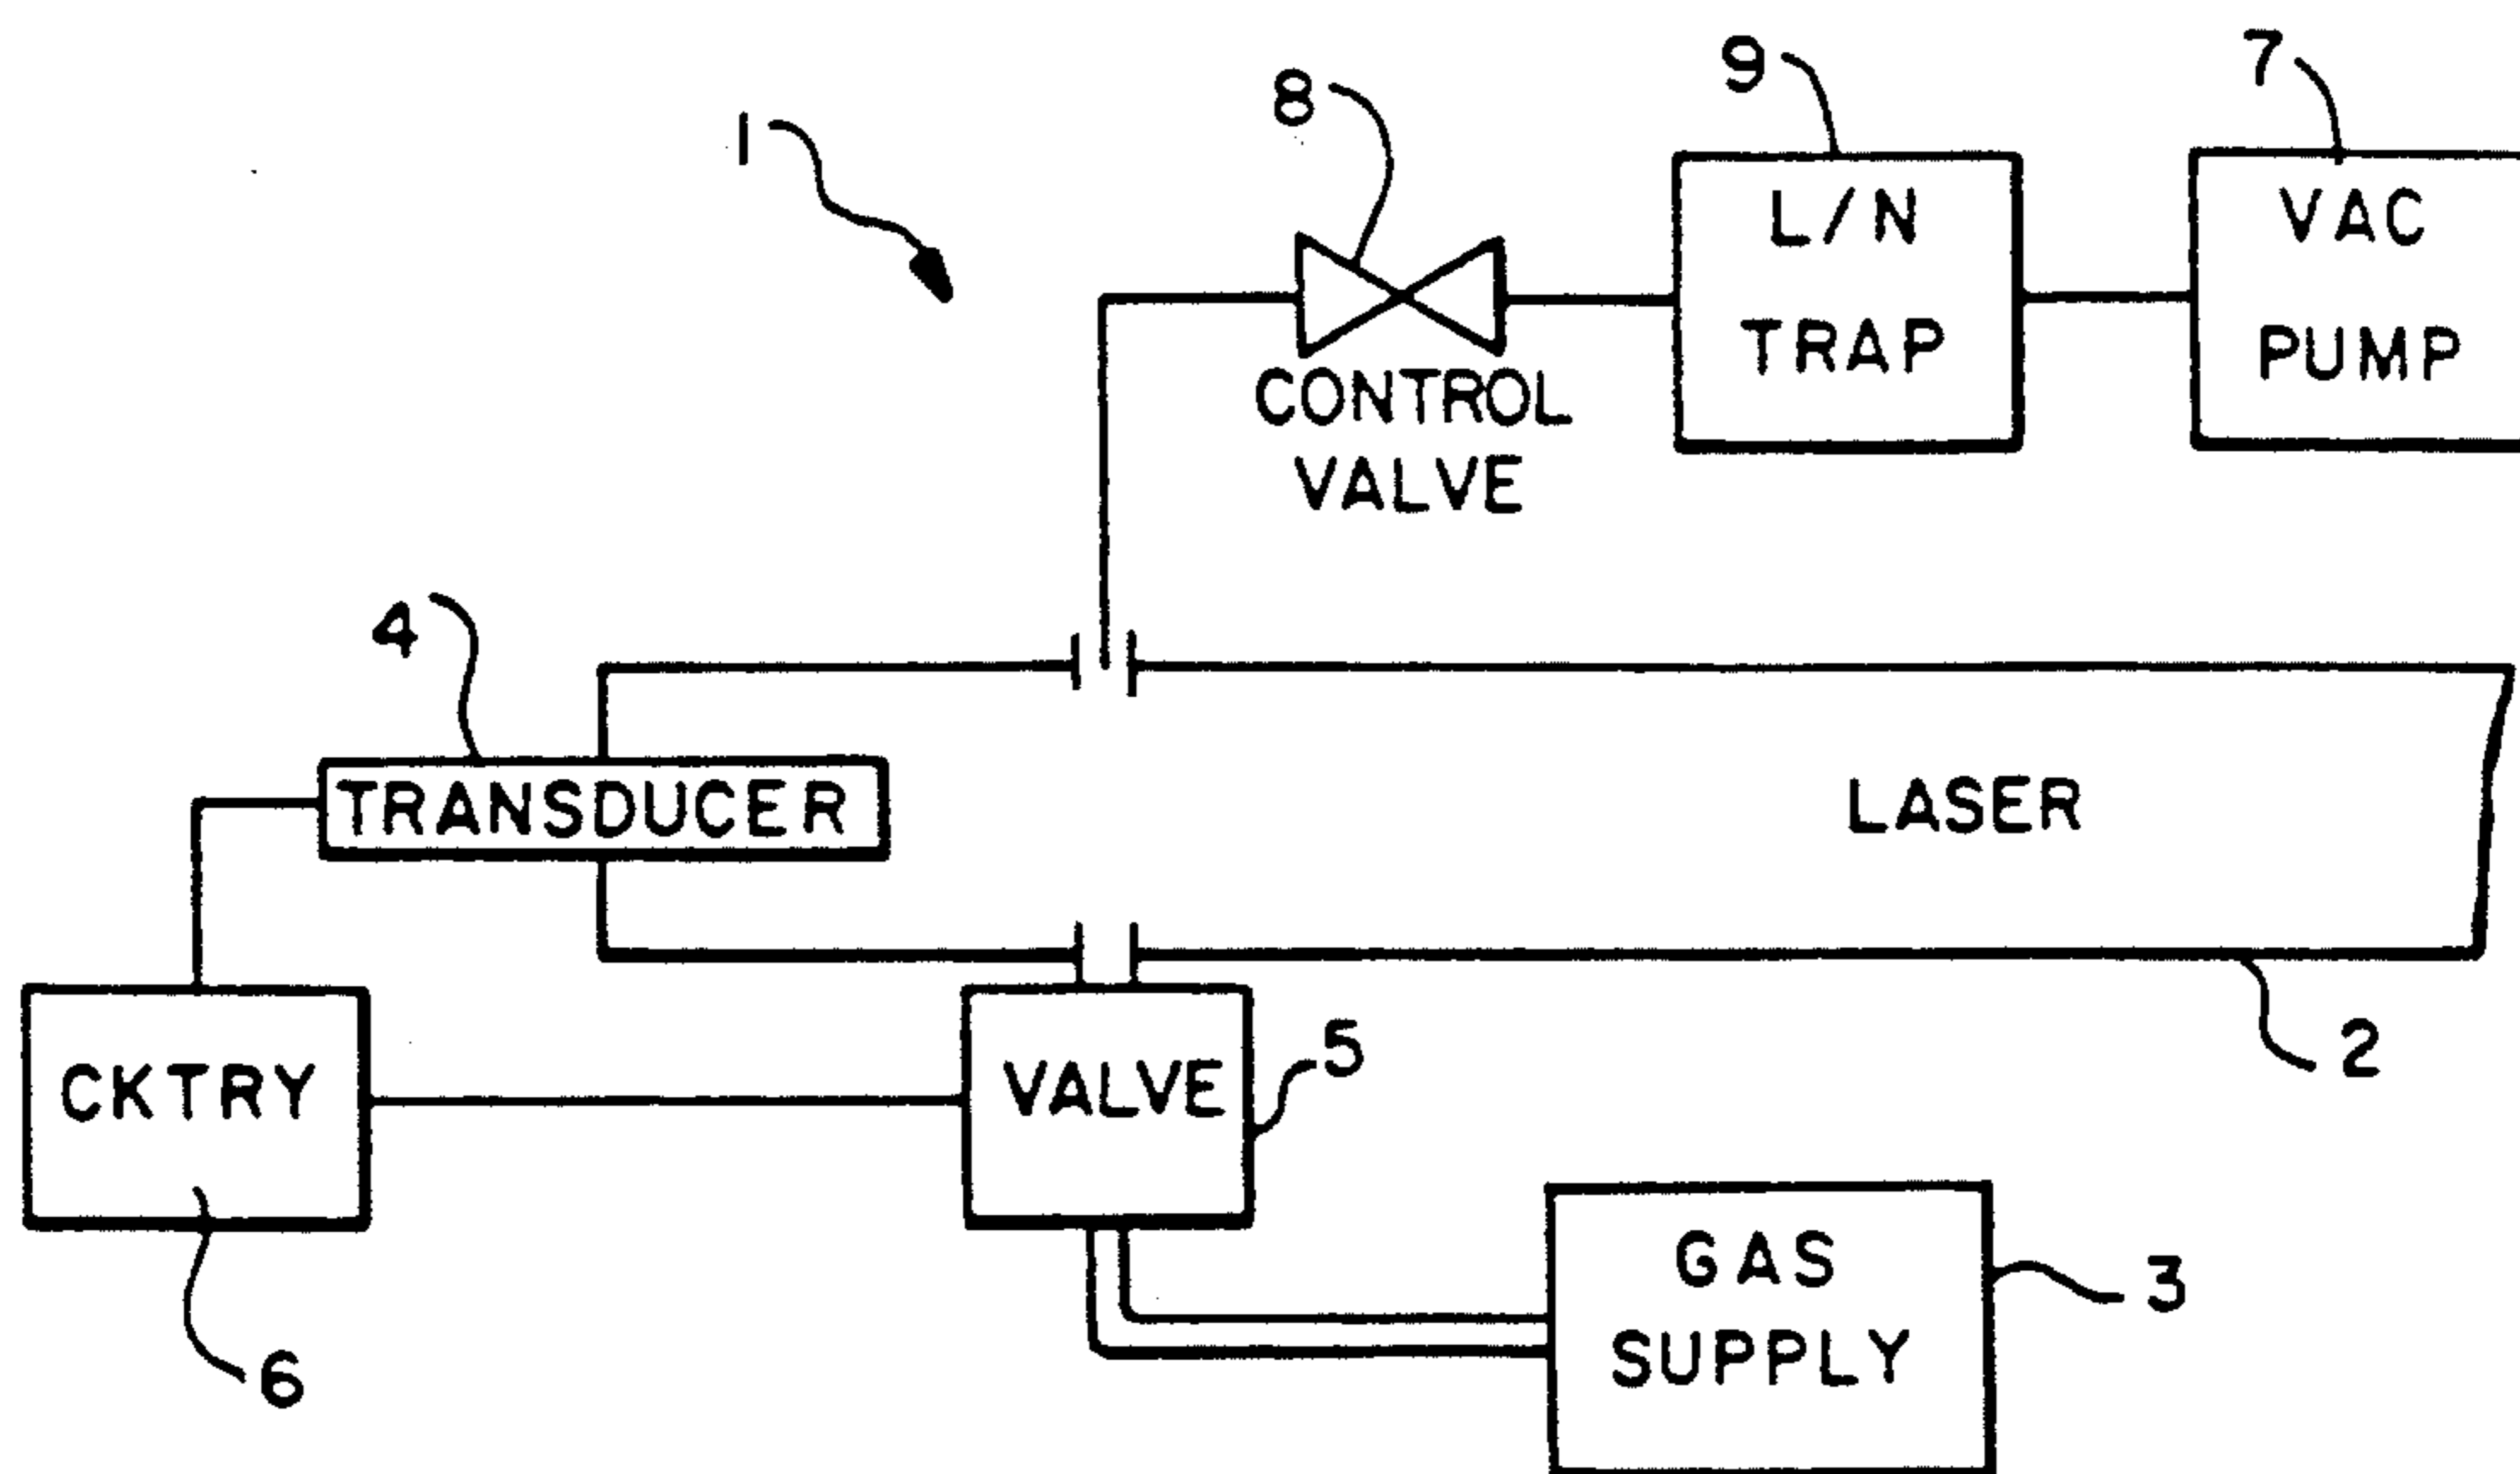 1
8
9
7
L/N
TRAP
VAC
PUMP
CONTROL
VALVE
4
TRANSDUCER
LASER
CKTRY
VALVE
5
2
GAS
SUPPLY
3
6